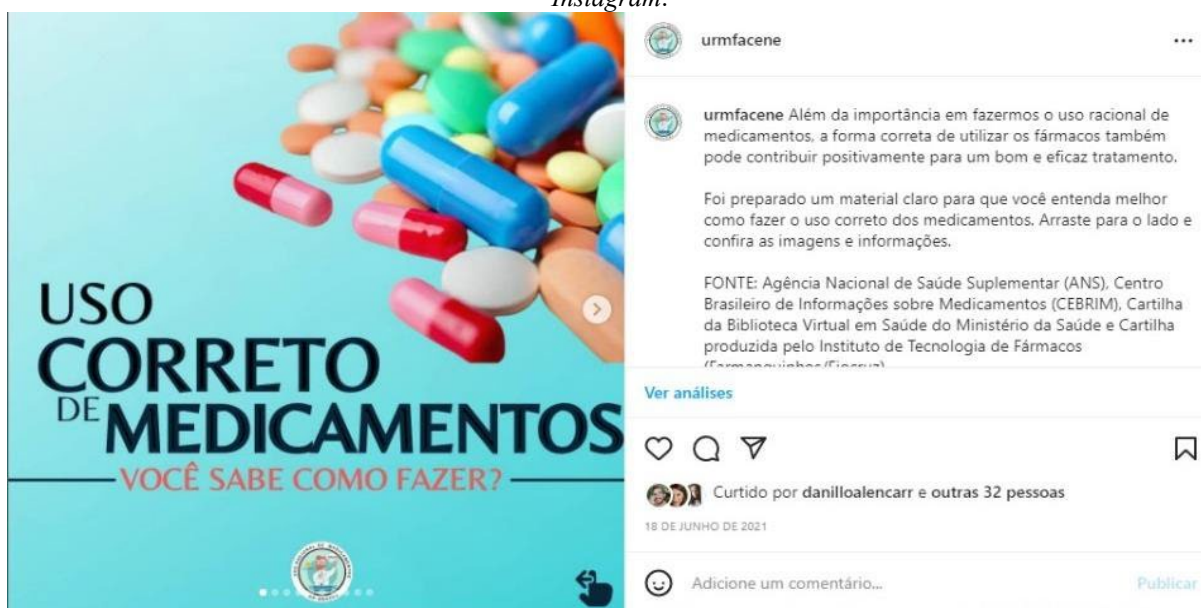 Instagram.
USO
CORRETO
DE MEDICAMENTOS
VOCÊ SABE COMO FAZER?
urmfacene
urmfacene Além da importância em fazermos o uso racional de
medicamentos, a forma correta de utilizar os fármacos também
pode contribuir positivamente para um bom e eficaz tratamento.
Foi preparado um material claro para que você entenda melhor
como fazer o uso correto dos medicamentos. Arraste para o lado e
confira as imagens e informações.
FONTE: Agência Nacional de Saúde Suplementar (ANS), Centro
Brasileiro de Informações sobre Medicamentos (CEBRIM), Cartilha
da Biblioteca Virtual em Saúde do Ministério da Saúde e Cartilha
produzida pelo Instituto de Tecnologia de Fármacos
(Farmanguinhos/Fiocruz)
Ver análises
Curtido por danilloalencarr e outras 32 pessoas
18 DE JUNHO DE 2021
Adicione um comentário...
Publicar